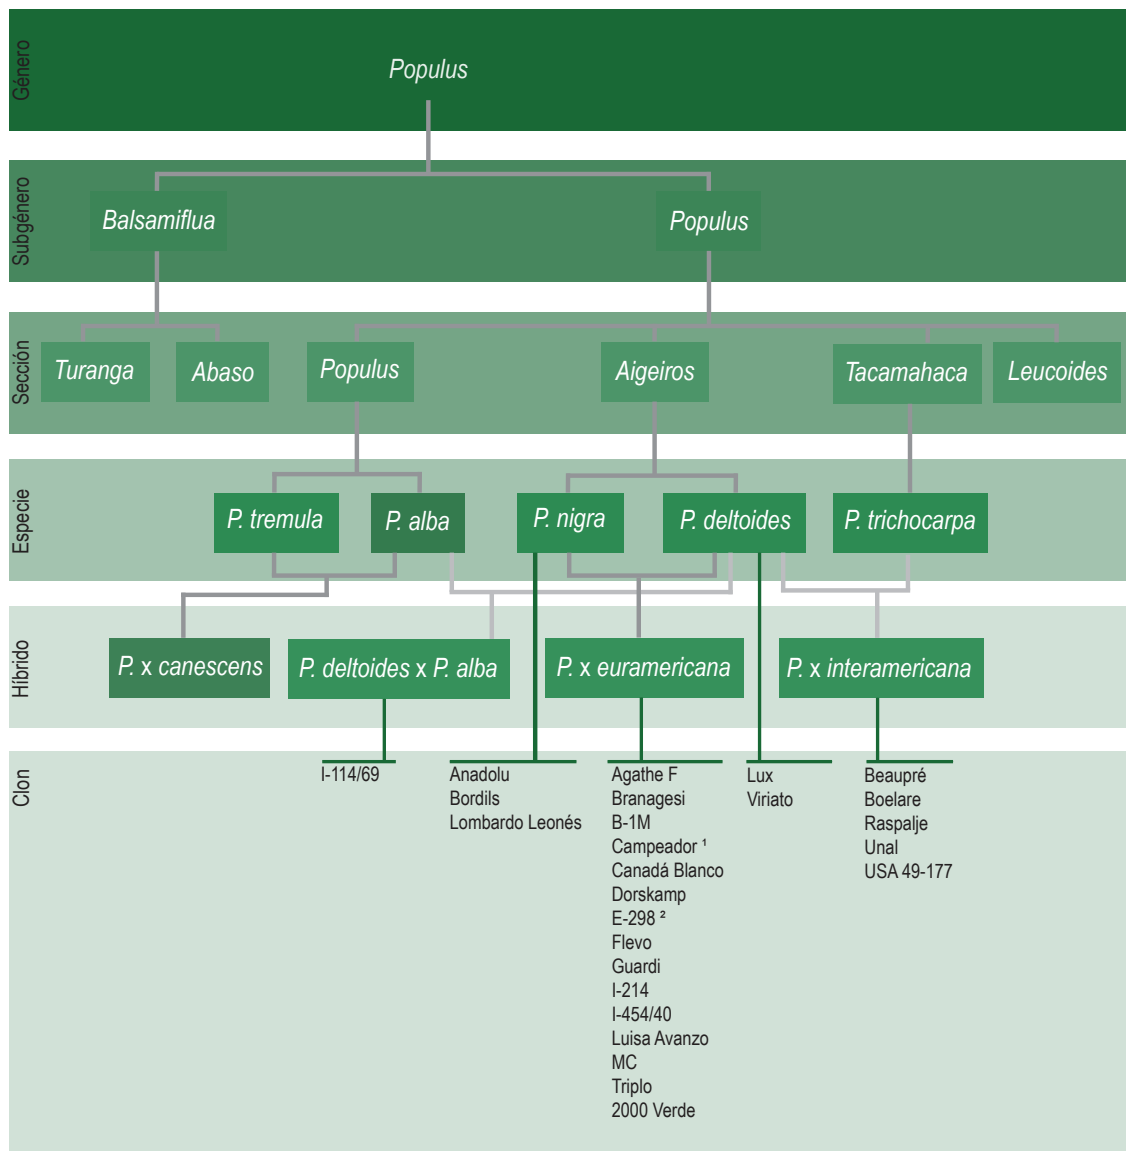 Género
Populus
Subgénero
Balsamiflua
Populus
Sección
Turanga
Abaso
Populus
Aigeiros
Tacamahaca
Leucoides
Especie
P. tremula
P. alba
P. nigra
P. deltoides
P. trichocarpa
Híbrido
P. x canescens
P. deltoides x P. alba
P. x euramericana
P. x interamericana
Clon
I-114/69
Anadolu
Bordils
Lombardo Leonés
Agathe F
Branagesi
B-1M
Campeador ¹
Canadá Blanco
Dorskamp
E-298 ²
Flevo
Guardi
I-214
I-454/40
Luisa Avanzo
MC
Triplo
2000 Verde
Lux
Viriato
Beaupré
Boelare
Raspalje
Unal
USA 49-177